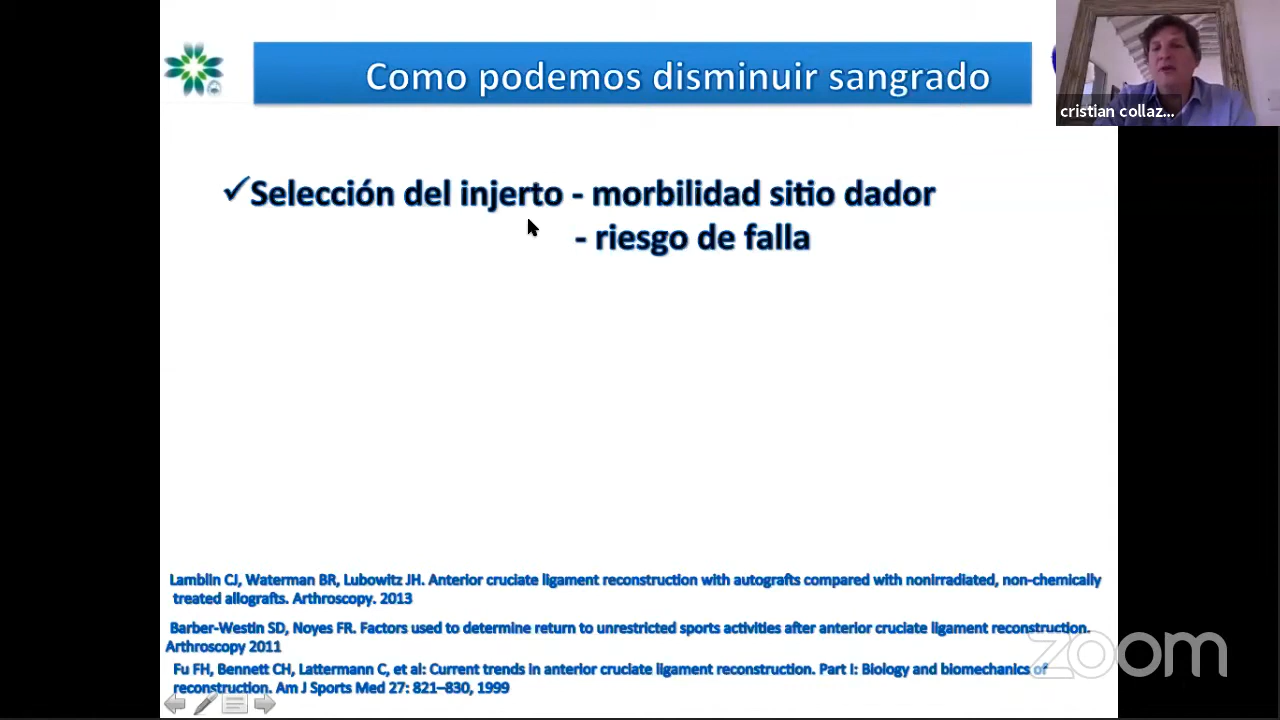 Como podemos disminuir sangrado
cristian collaz...
✓Selección del injerto - morbilidad sitio dador
- riesgo de falla
Lamblin CJ, Waterman BR, Lubowitz JH. Anterior cruciate ligament reconstruction with autografts compared with nonirradiated, non-chemically
treated allografts. Arthroscopy. 2013
Barber-Westin SD, Noyes FR. Factors used to determine return to unrestricted sports activities after anterior cruciate ligament reconstruction.
Arthroscopy 2011
Fu FH, Bennett CH, Lattermann C, et al: Current trends in anterior cruciate ligament reconstruction. Part I: Biology and biomechanics of
reconstruction. Am J Sports Med 27: 821–830, 1999
zoom